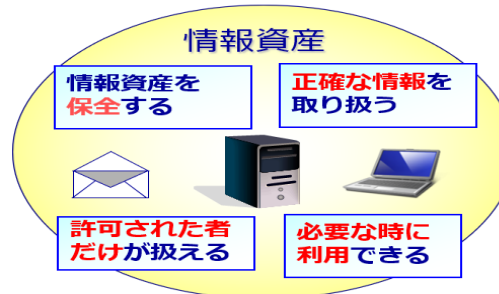 情報資産
情報資産を
保全する
正確な情報を
取り扱う
許可された者
だけが扱える
必要な時に
利用できる